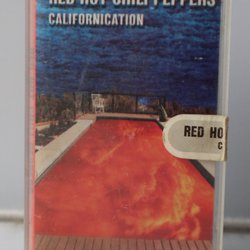 RED HOT CHILI PEPPERS
CALIFORNICATION
RED HO
C